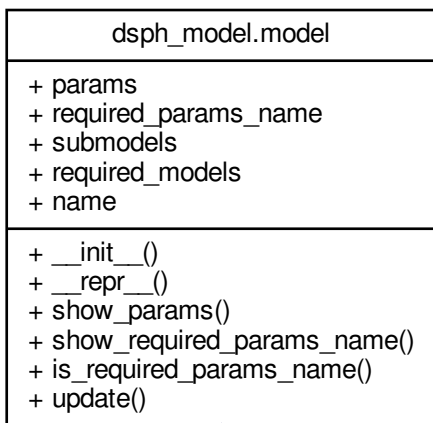 dsph_model.model
+ params
+ required_params_name
+ submodels
+ required_models
+ name
+ __init__()
+ __repr__()
+ show_params()
+ show_required_params_name()
+ is_required_params_name()
+ update()